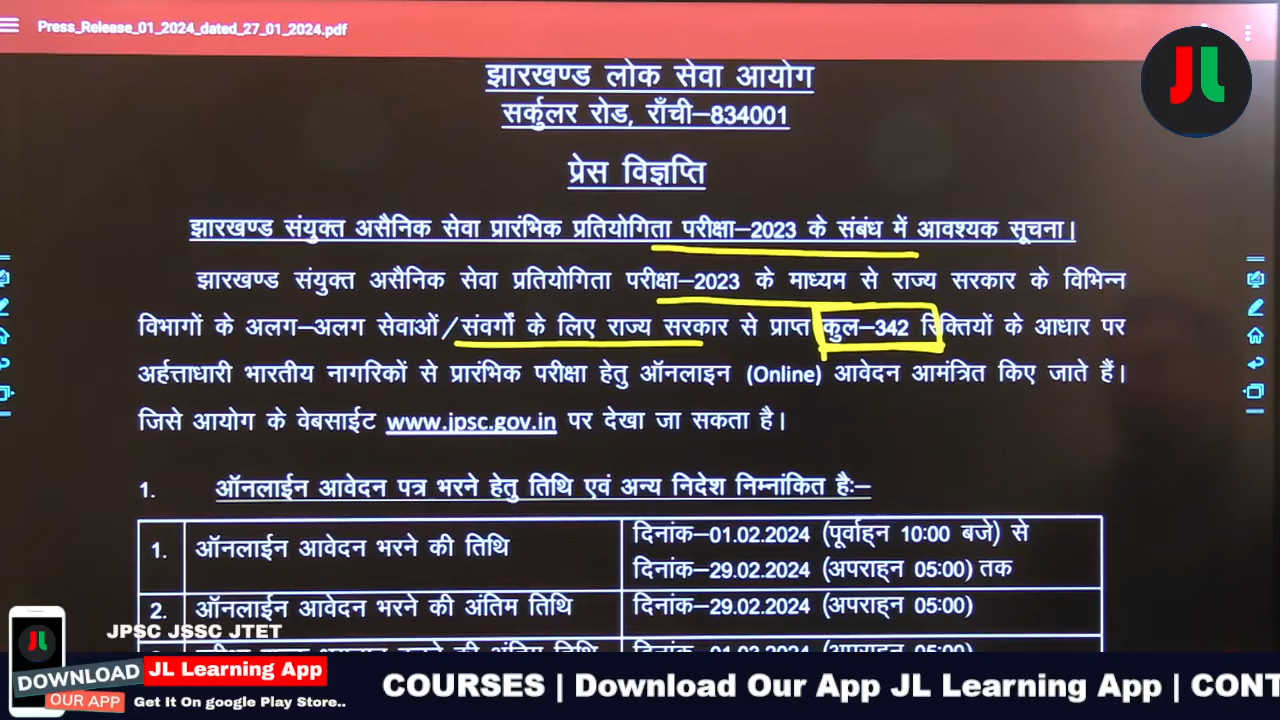 Press_Release_01_2024_dated_27_01_2024.pdf
JL
झारखण्ड लोक सेवा आयोग
सर्कुलर रोड, राँची–834001
प्रेस विज्ञप्ति
झारखण्ड संयुक्त असैनिक सेवा प्रारंभिक प्रतियोगिता परीक्षा–2023 के संबंध में आवश्यक सूचना।
झारखण्ड संयुक्त असैनिक सेवा प्रतियोगिता परीक्षा–2023 के माध्यम से राज्य सरकार के विभिन्न
विभागों के अलग–अलग सेवाओं/संवर्गों के लिए राज्य सरकार से प्राप्त कुल–342 रिक्तियों के आधार पर
अर्हत्ताधारी भारतीय नागरिकों से प्रारंभिक परीक्षा हेतु ऑनलाइन (Online) आवेदन आमंत्रित किए जाते हैं।
जिसे आयोग के वेबसाईट www.jpsc.gov.in पर देखा जा सकता है।
1. ऑनलाईन आवेदन पत्र भरने हेतु तिथि एवं अन्य निदेश निम्नांकित हैः–
1. ऑनलाईन आवेदन भरने की तिथि दिनांक–01.02.2024 (पूर्वाह्न 10:00 बजे) से
दिनांक–29.02.2024 (अपराह्न 05:00) तक
2. ऑनलाईन आवेदन भरने की अंतिम तिथि दिनांक–29.02.2024 (अपराह्न 05:00)
JPSC JSSC JTET
DOWNLOAD JL Learning App
OUR APP Get It On google Play Store..
COURSES | Download Our App JL Learning App | CONT